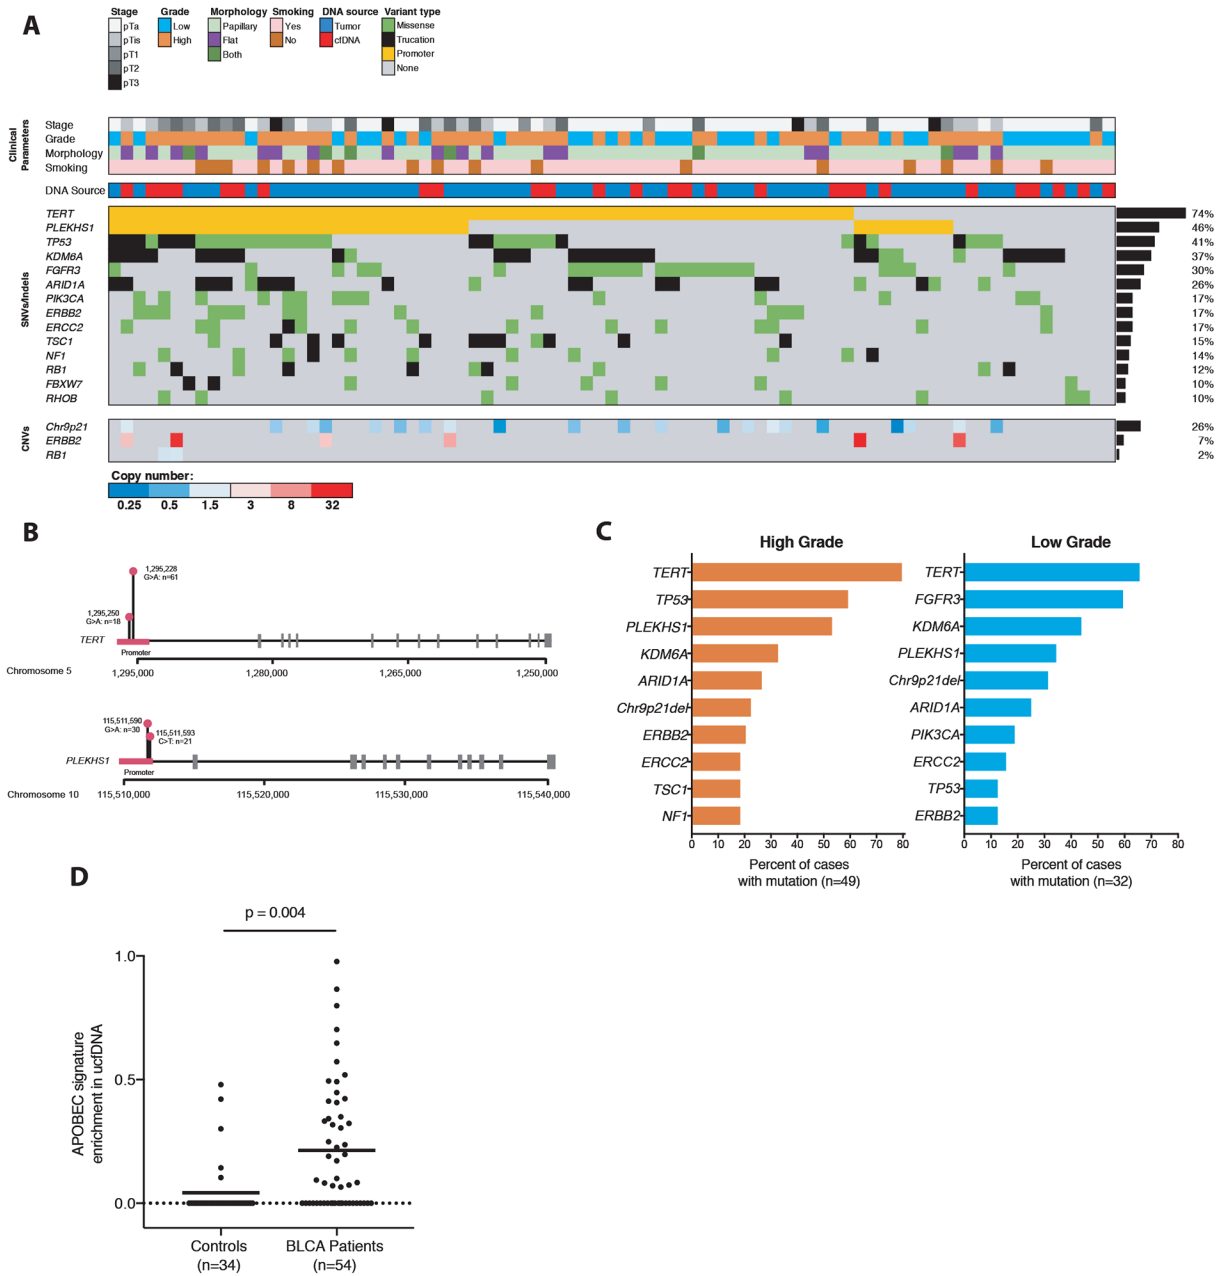 A
Stage
pTa
pTis
pT1
pT2
pT3
Grade
Low
High
Morphology
Papillary
Flat
Both
Smoking
Yes
No
DNA source
Tumor
cfDNA
Variant type
Missense
Trucation
Promoter
None
Clinical
Parameters
Stage
Grade
Morphology
Smoking
DNA Source
SNVs/Indels
TERT 74%
PLEKHS1 46%
TP53 41%
KDM6A 37%
FGFR3 30%
ARID1A 26%
PIK3CA 17%
ERBB2 17%
ERCC2 17%
TSC1 15%
NF1 14%
RB1 12%
FBXW7 10%
RHOB 10%
CNVs
Chr9p21 26%
ERBB2 7%
RB1 2%
Copy number:
0.25 0.5 1.5 3 8 32
B
1,295,228
G>A: n=61
1,295,250
G>A: n=18
TERT
Promoter
Chromosome 5
1,295,000 1,280,000 1,265,000 1,250,000
115,511,590
G>A: n=30
115,511,593
C>T: n=21
PLEKHS1
Promoter
Chromosome 10
115,510,000 115,520,000 115,530,000 115,540,000
C
High Grade
TERT
TP53
PLEKHS1
KDM6A
ARID1A
Chr9p21del
ERBB2
ERCC2
TSC1
NF1
0 10 20 30 40 50 60 70 80
Percent of cases
with mutation (n=49)
Low Grade
TERT
FGFR3
KDM6A
PLEKHS1
Chr9p21del
ARID1A
PIK3CA
ERCC2
TP53
ERBB2
0 10 20 30 40 50 60 70 80
Percent of cases
with mutation (n=32)
D
p = 0.004
APOBEC signature
enrichment in ucfDNA
1.0
0.5
0.0
Controls
(n=34)
BLCA Patients
(n=54)